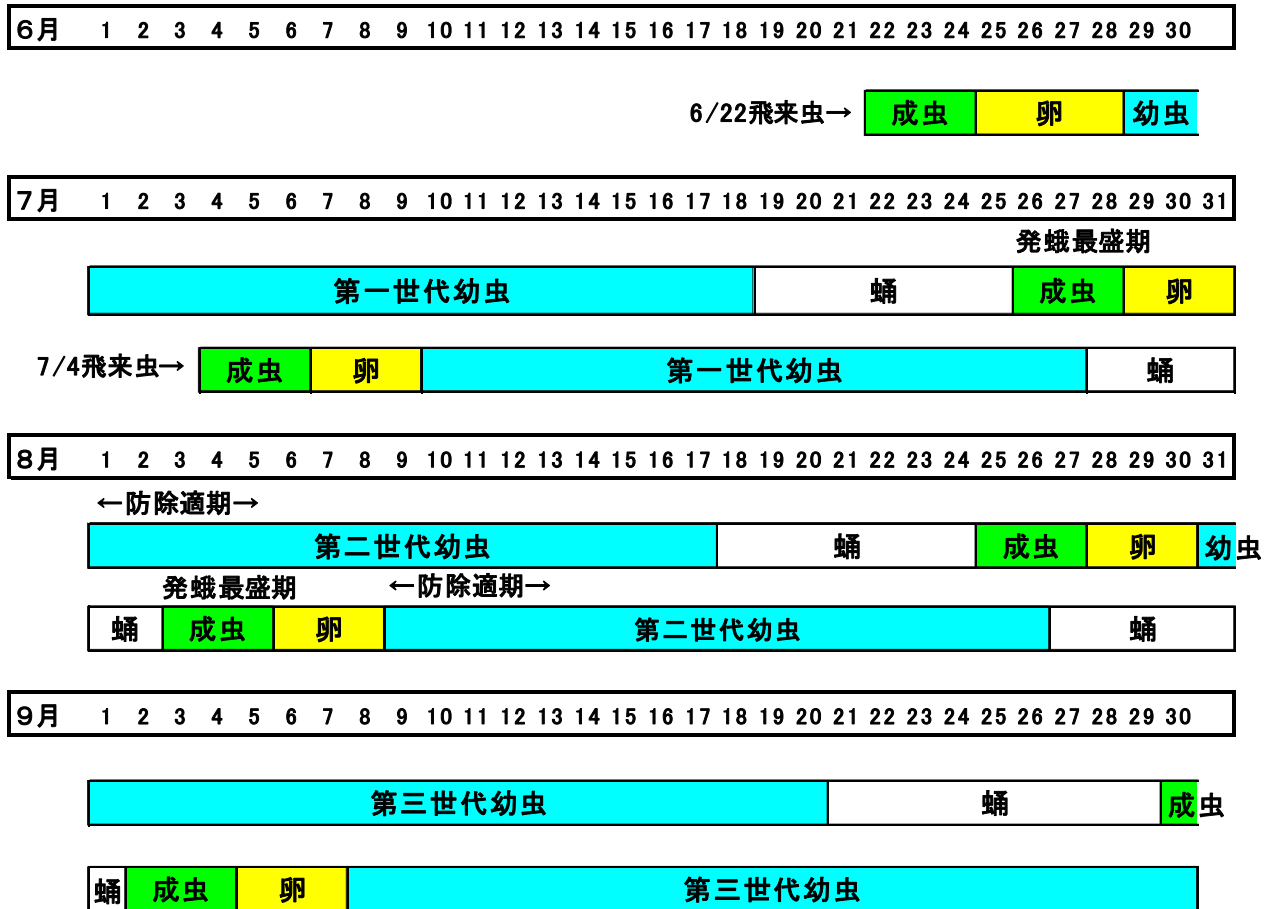 6月 1 2 3 4 5 6 7 8 9 10 11 12 13 14 15 16 17 18 19 20 21 22 23 24 25 26 27 28 29 30
6/22飛来虫→ 成虫 卵 幼虫
7月 1 2 3 4 5 6 7 8 9 10 11 12 13 14 15 16 17 18 19 20 21 22 23 24 25 26 27 28 29 30 31
発蛾最盛期
第一世代幼虫 蛹 成虫 卵
7/4飛来虫→ 成虫 卵 第一世代幼虫 蛹
8月 1 2 3 4 5 6 7 8 9 10 11 12 13 14 15 16 17 18 19 20 21 22 23 24 25 26 27 28 29 30 31
←防除適期→
第二世代幼虫 蛹 成虫 卵 幼虫
発蛾最盛期 ←防除適期→
蛹 成虫 卵 第二世代幼虫 蛹
9月 1 2 3 4 5 6 7 8 9 10 11 12 13 14 15 16 17 18 19 20 21 22 23 24 25 26 27 28 29 30
第三世代幼虫 蛹 成虫
蛹 成虫 卵 第三世代幼虫